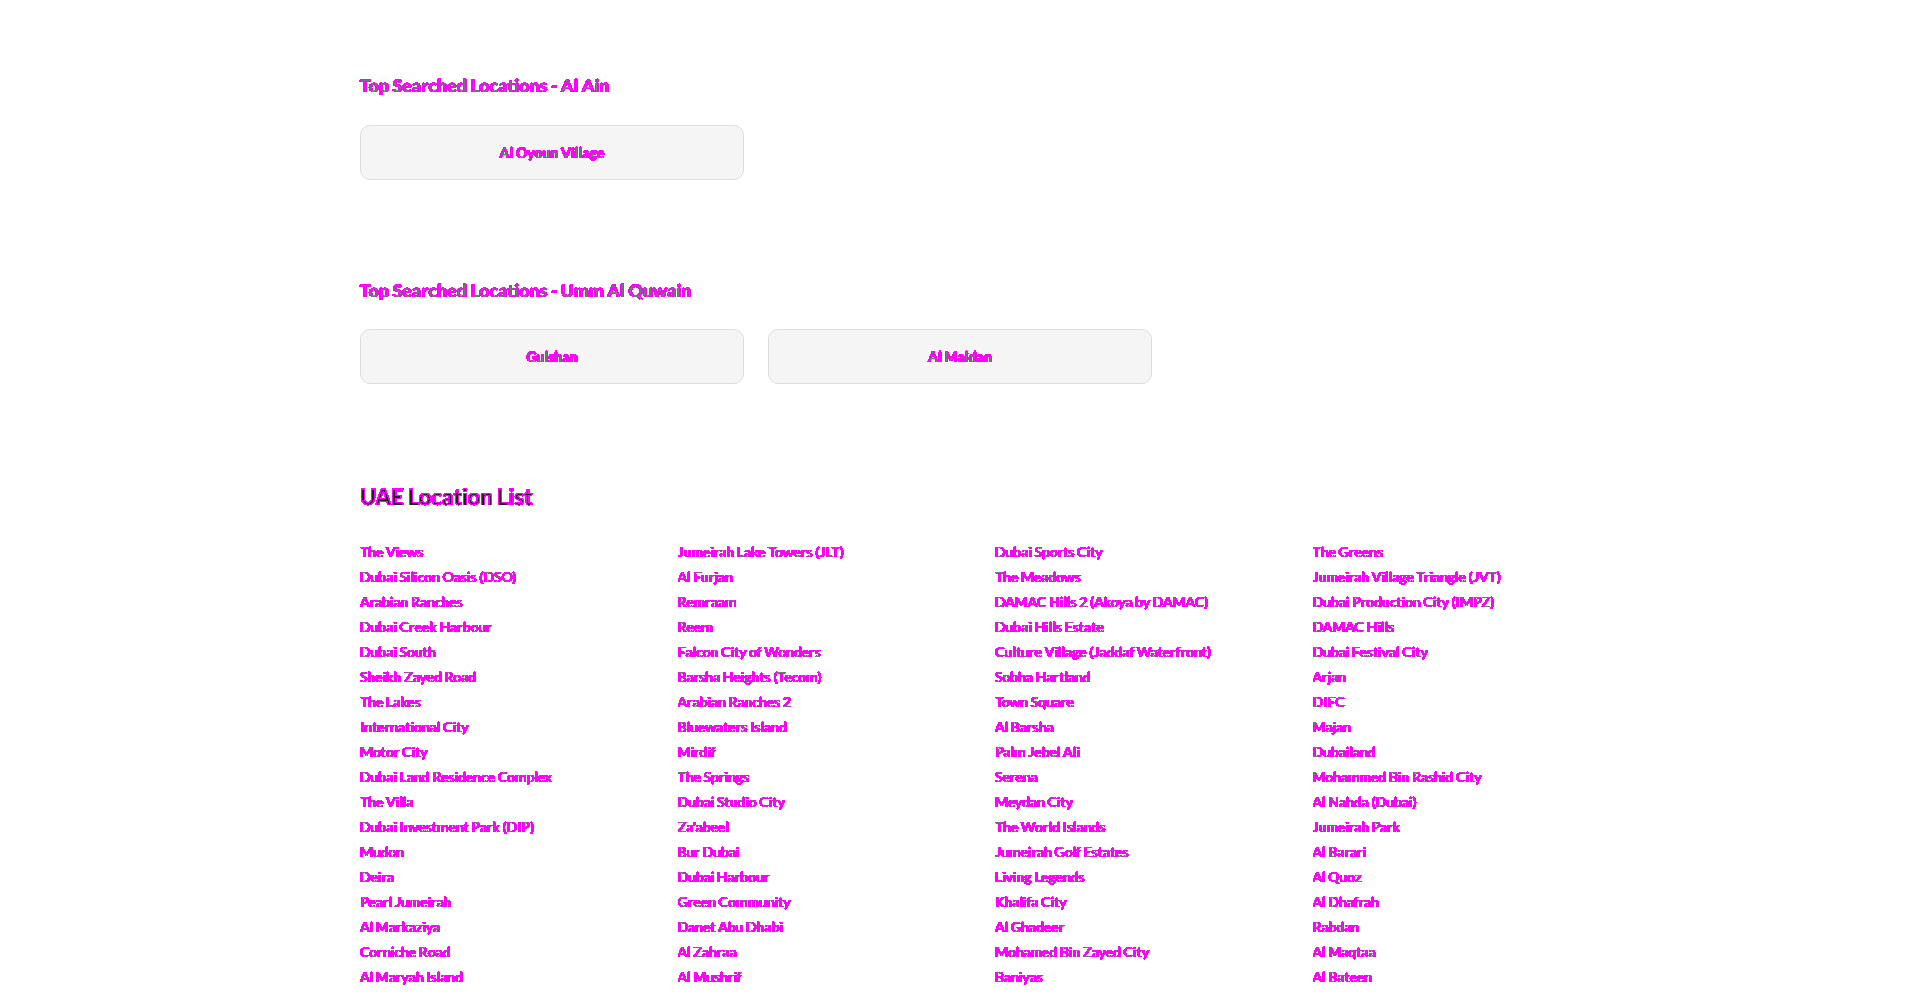 Top Searched Locations - Al Ain
Al Oyoun Village
Top Searched Locations - Umm Al Quwain
Gulshan
Al Maidan
UAE Location List
The Views
Jumeirah Lake Towers (JLT)
Dubai Sports City
The Greens
Dubai Silicon Oasis (DSO)
Al Furjan
The Meadows
Jumeirah Village Triangle (JVT)
Arabian Ranches
Remraam
DAMAC Hills 2 (Akoya by DAMAC)
Dubai Production City (IMPZ)
Dubai Creek Harbour
Reem
Dubai Hills Estate
DAMAC Hills
Dubai South
Falcon City of Wonders
Culture Village (Jaddaf Waterfront)
Dubai Festival City
Sheikh Zayed Road
Barsha Heights (Tecom)
Sobha Hartland
Arjan
The Lakes
Arabian Ranches 2
Town Square
DIFC
International City
Bluewaters Island
Al Barsha
Majan
Motor City
Mirdif
Palm Jebel Ali
Dubailand
Dubai Land Residence Complex
The Springs
Serena
Mohammed Bin Rashid City
The Villa
Dubai Studio City
Meydan City
Al Nahda (Dubai)
Dubai Investment Park (DIP)
Za'abeel
The World Islands
Jumeirah Park
Mudon
Bur Dubai
Jumeirah Golf Estates
Al Barari
Deira
Dubai Harbour
Living Legends
Al Quoz
Pearl Jumeirah
Green Community
Khalifa City
Al Dhafrah
Al Markaziya
Danet Abu Dhabi
Al Ghadeer
Rabdan
Corniche Road
Al Zahraa
Mohamed Bin Zayed City
Al Maqtaa
Al Maryah Island
Al Mushrif
Baniyas
Al Bateen